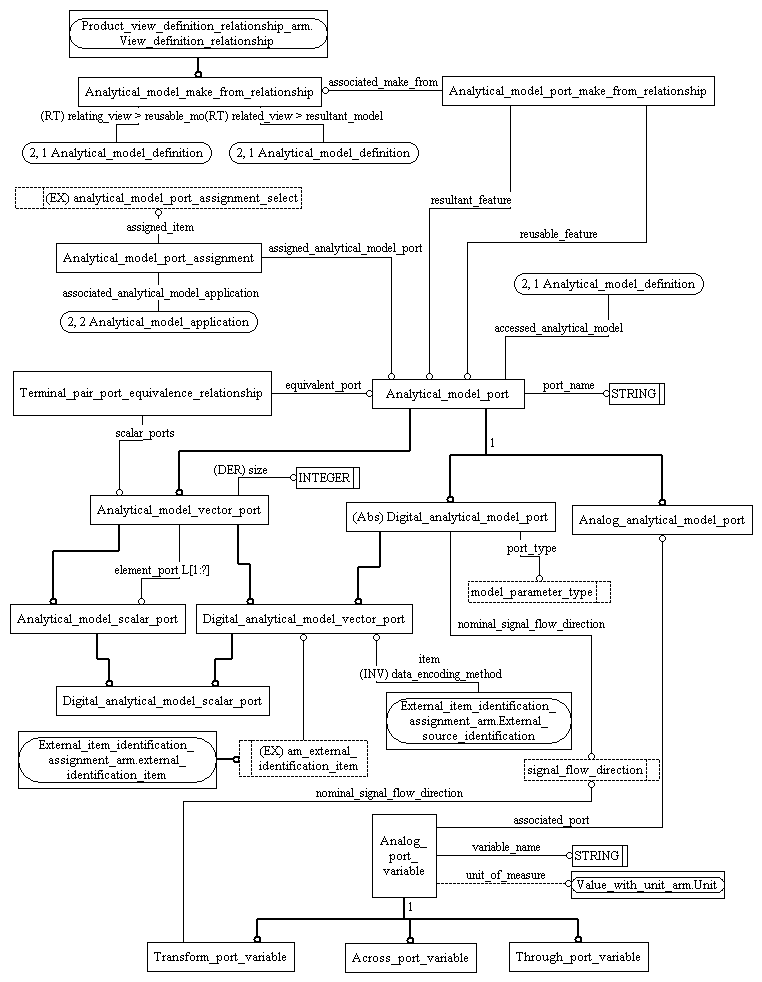 Product_view_definition_relationship_arm.
View_definition_relationship
Analytical_model_make_from_relationship
associated_make_from
Analytical_model_port_make_from_relationship
(RT) relating_view > reusable_mo(RT) related_view > resultant_model
2, 1 Analytical_model_definition
2, 1 Analytical_model_definition
(EX) analytical_model_port_assignment_select
resultant_feature
assigned_item
reusable_feature
assigned_analytical_model_port
Analytical_model_port_assignment
associated_analytical_model_application
2, 1 Analytical_model_definition
2, 2 Analytical_model_application
accessed_analytical_model
Terminal_pair_port_equivalence_relationship
equivalent_port
Analytical_model_port
port_name
STRING
scalar_ports
1
(DER) size
INTEGER
Analytical_model_vector_port
(Abs) Digital_analytical_model_port
Analog_analytical_model_port
port_type
element_port L[1:?]
model_parameter_type
Analytical_model_scalar_port
Digital_analytical_model_vector_port
nominal_signal_flow_direction
item
(INV) data_encoding_method
Digital_analytical_model_scalar_port
External_item_identification_
assignment_arm.External_
source_identification
External_item_identification_
assignment_arm.external_
identification_item
(EX) am_external_
identification_item
signal_flow_direction
nominal_signal_flow_direction
associated_port
Analog_
port_
variable
variable_name
STRING
unit_of_measure
Value_with_unit_arm.Unit
1
Transform_port_variable
Across_port_variable
Through_port_variable